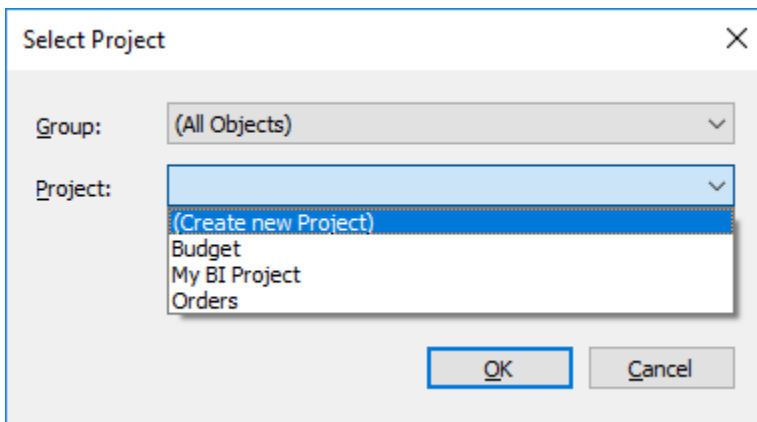 Select Project
Group: (All Objects)
Project:
(Create new Project)
Budget
My BI Project
Orders
OK Cancel